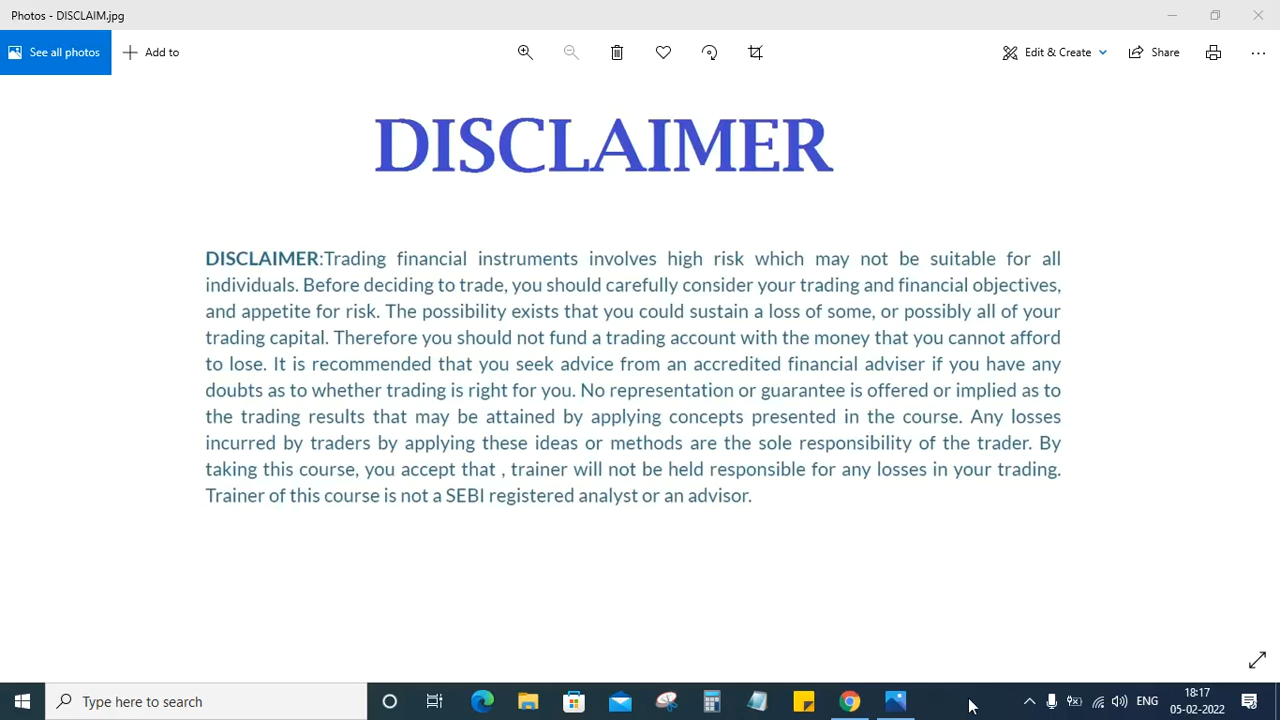 Photos - DISCLAIM.jpg
See all photos
Add to
Edit & Create
Share
DISCLAIMER
DISCLAIMER:Trading financial instruments involves high risk which may not be suitable for all
individuals. Before deciding to trade, you should carefully consider your trading and financial objectives,
and appetite for risk. The possibility exists that you could sustain a loss of some, or possibly all of your
trading capital. Therefore you should not fund a trading account with the money that you cannot afford
to lose. It is recommended that you seek advice from an accredited financial adviser if you have any
doubts as to whether trading is right for you. No representation or guarantee is offered or implied as to
the trading results that may be attained by applying concepts presented in the course. Any losses
incurred by traders by applying these ideas or methods are the sole responsibility of the trader. By
taking this course, you accept that , trainer will not be held responsible for any losses in your trading.
Trainer of this course is not a SEBI registered analyst or an advisor.
Type here to search
ENG
18:17
05-02-2022